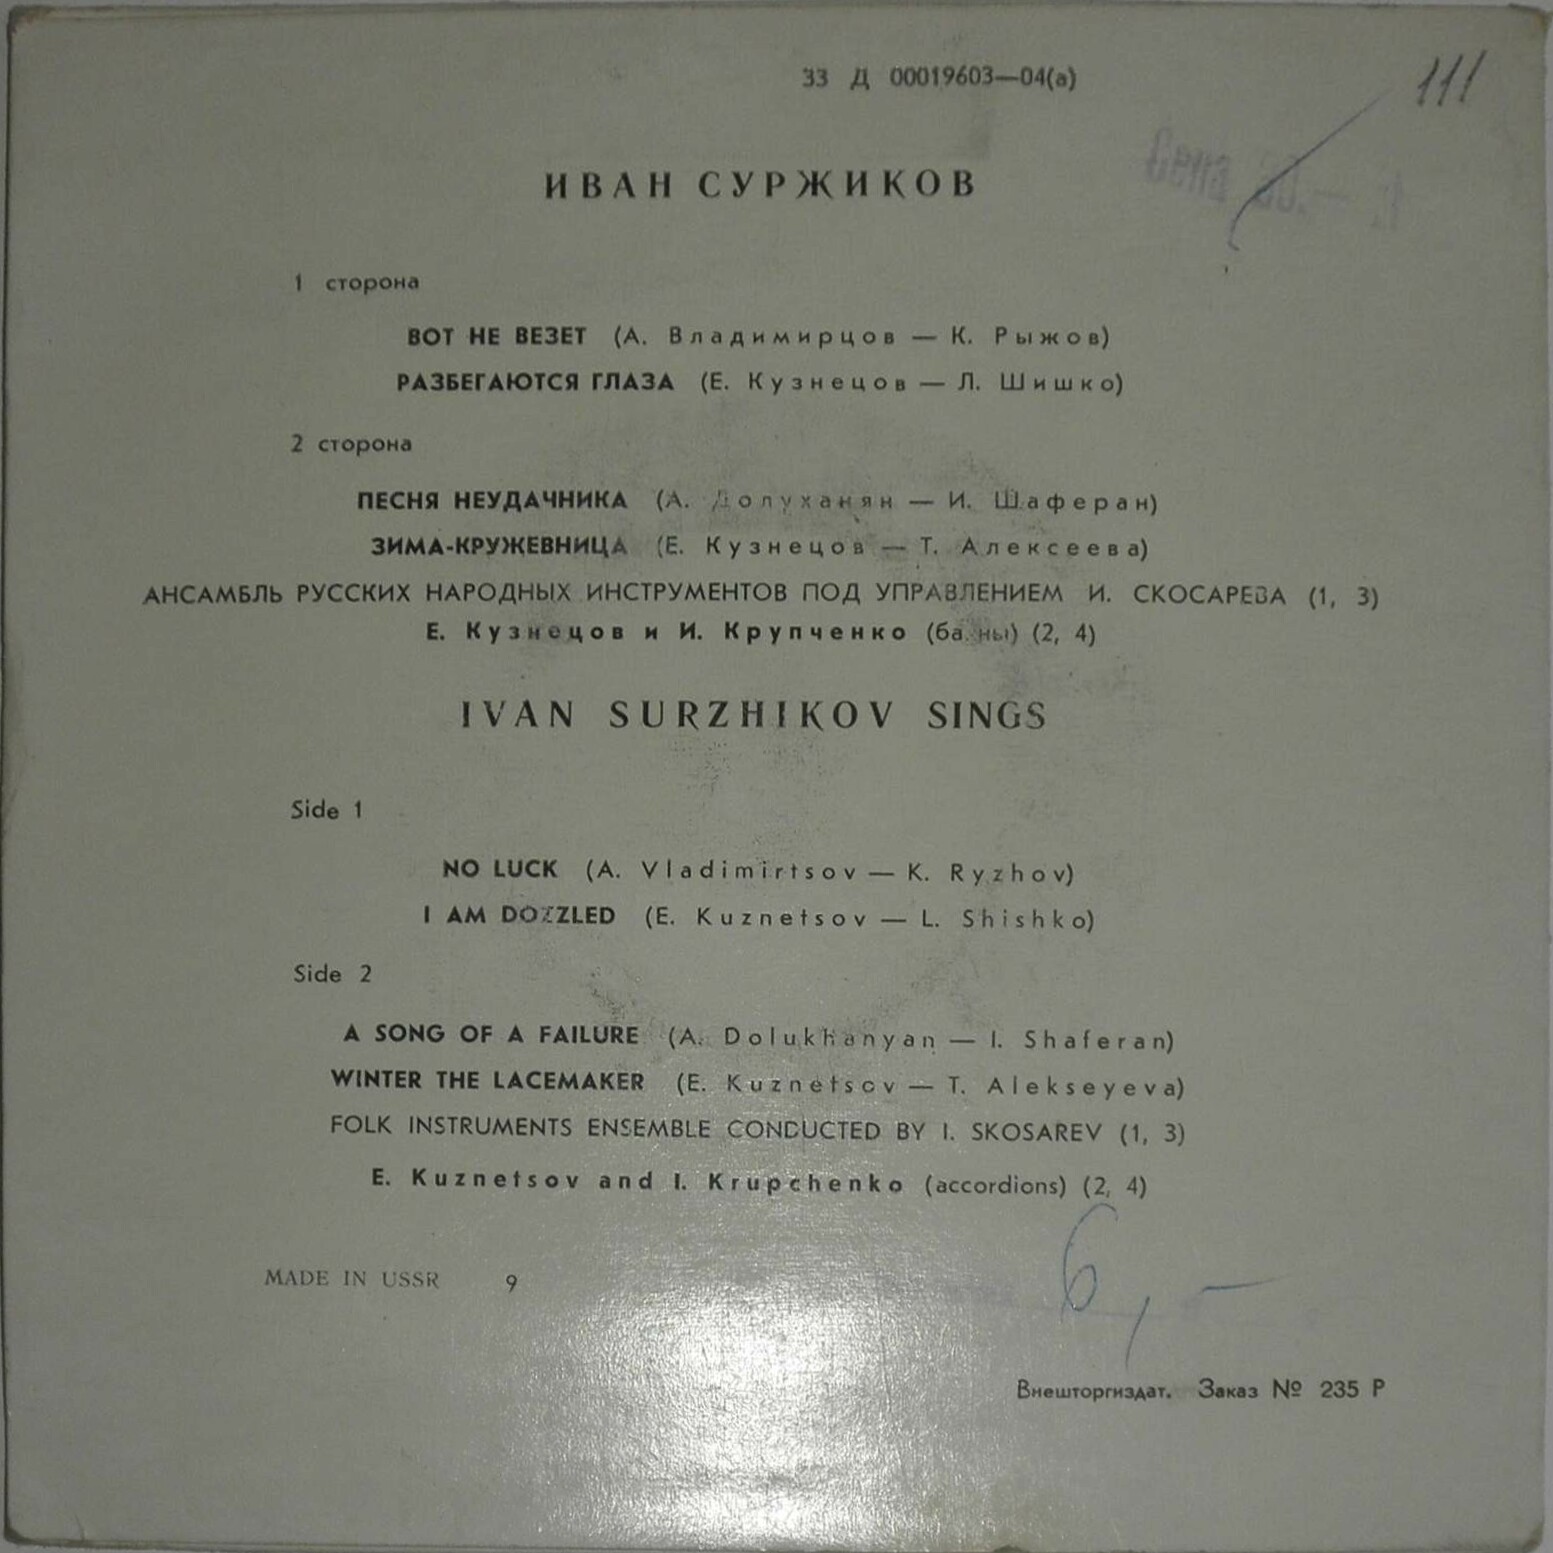 33 Д 00019603—04(а)
111
ИВАН СУРЖИКОВ
1 сторона
ВОТ НЕ ВЕЗЕТ (А. Владимирцов — К. Рыжов)
РАЗБЕГАЮТСЯ ГЛАЗА (Е. Кузнецов — Л. Шишко)
2 сторона
ПЕСНЯ НЕУДАЧНИКА (А. Долуханян — И. Шаферан)
ЗИМА-КРУЖЕВНИЦА (Е. Кузнецов — Т. Алексеева)
АНСАМБЛЬ РУССКИХ НАРОДНЫХ ИНСТРУМЕНТОВ ПОД УПРАВЛЕНИЕМ И. СКОСАРЕВА (1, 3)
Е. Кузнецов и И. Крупченко (баяны) (2, 4)
IVAN SURZHIKOV SINGS
Side 1
NO LUCK (A. Vladimirtsov — K. Ryzhov)
I AM DOZZLED (E. Kuznetsov — L. Shishko)
Side 2
A SONG OF A FAILURE (A. Dolukhanyan — I. Shaferan)
WINTER THE LACEMAKER (E. Kuznetsov — T. Alekseyeva)
FOLK INSTRUMENTS ENSEMBLE CONDUCTED BY I. SKOSAREV (1, 3)
E. Kuznetsov and I. Krupchenko (accordions) (2, 4)
MADE IN USSR 9
6, —
Внешторгиздат. Заказ № 235 Р